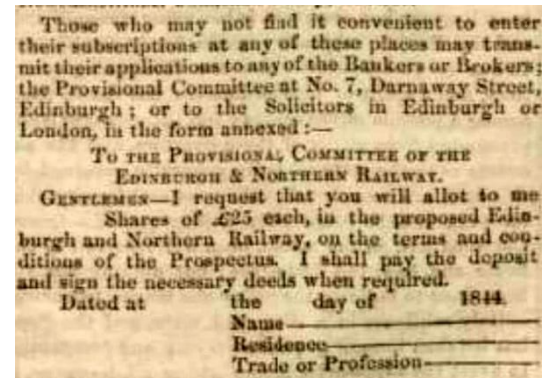 Those who may not find it convenient to enter
their subscriptions at any of these places may trans-
mit their applications to any of the Bankers or Brokers;
the Provisional Committee at No. 7, Darnaway Street,
Edinburgh; or to the Solicitors in Edinburgh or
London, in the form annexed:—
TO THE PROVISIONAL COMMITTEE OF THE
EDINBURGH & NORTHERN RAILWAY.
GENTLEMEN—I request that you will allot to me
Shares of £25 each, in the proposed Edin-
burgh and Northern Railway, on the terms and con-
ditions of the Prospectus. I shall pay the deposit
and sign the necessary deeds when required.
Dated at the day of 1844.
Name—
Residence—
Trade or Profession—